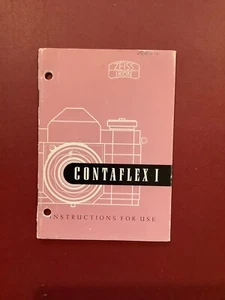 ZEISS
IKON
CONTAFLEX I
INSTRUCTIONS FOR USE